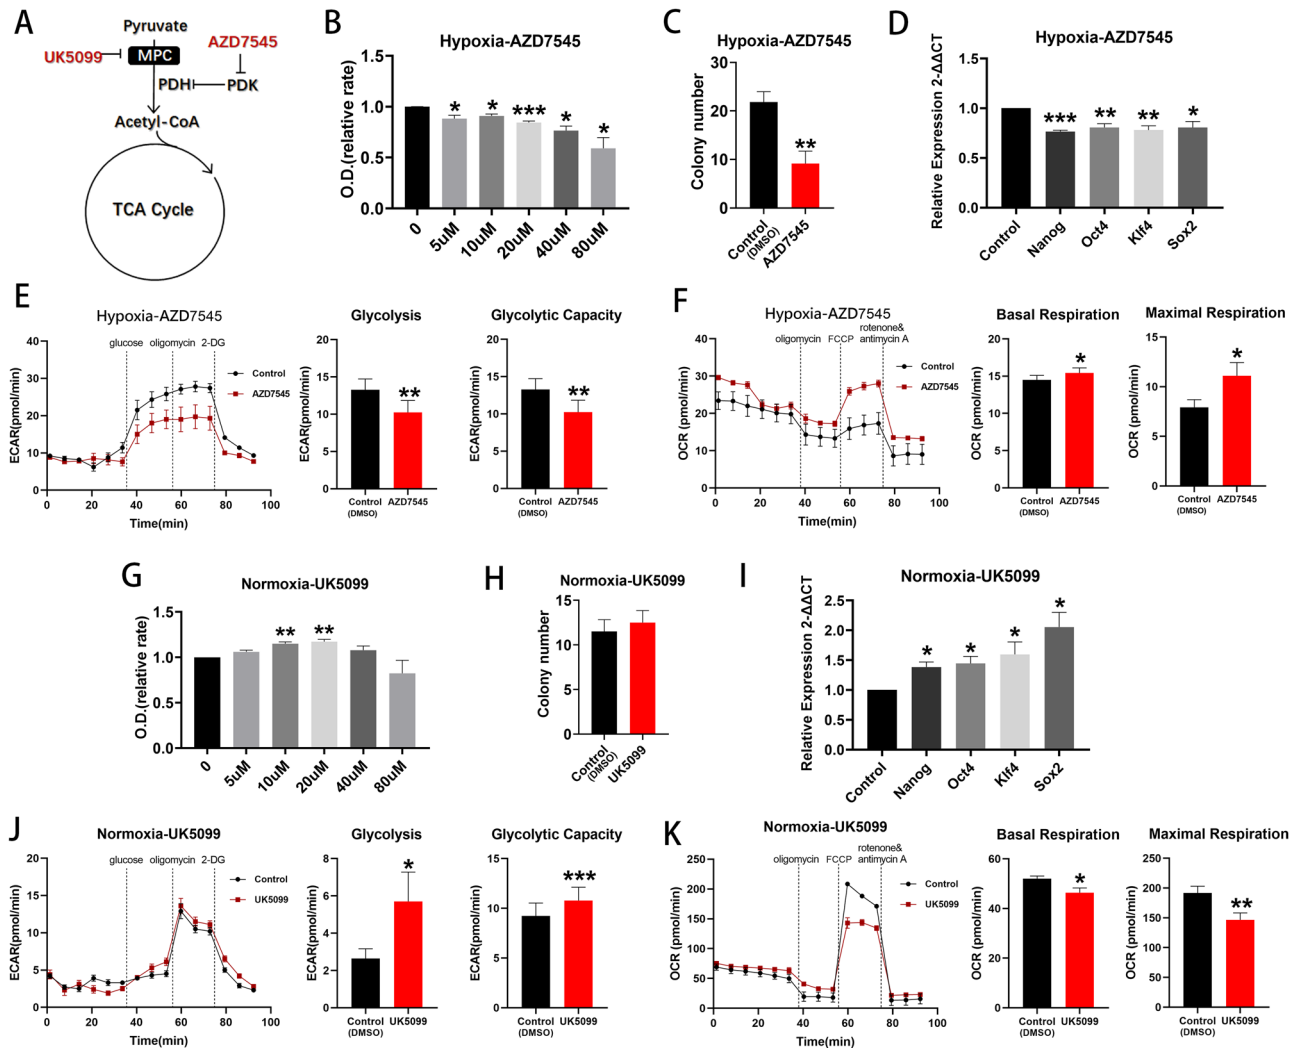 A
Pyruvate
UK5099
MPC
AZD7545
PDH
PDK
Acetyl-CoA
TCA Cycle
B
Hypoxia-AZD7545
O.D.(relative rate)
1.5
1.0
0.5
0.0
*
*
***
*
*
0
5uM
10uM
20uM
40uM
80uM
C
Hypoxia-AZD7545
Colony number
30
20
10
0
**
Control
(DMSO)
AZD7545
D
Hypoxia-AZD7545
Relative Expression 2-ΔΔCT
1.5
1.0
0.5
0.0
***
**
**
*
Control
Nanog
Oct4
Klf4
Sox2
E
Hypoxia-AZD7545
glucose
oligomycin
2-DG
ECAR(pmol/min)
40
30
20
10
0
Control
AZD7545
0
20
40
60
80
100
Time(min)
Glycolysis
ECAR(pmol/min)
20
15
10
5
0
**
Control
(DMSO)
AZD7545
Glycolytic Capacity
ECAR(pmol/min)
20
15
10
5
0
**
Control
(DMSO)
AZD7545
F
Hypoxia-AZD7545
oligomycin
FCCP
rotenone&
antimycin A
OCR (pmol/min)
40
30
20
10
0
Control
AZD7545
0
20
40
60
80
100
Time(min)
Basal Respiration
OCR (pmol/min)
20
15
10
5
0
*
Control
(DMSO)
AZD7545
Maximal Respiration
OCR (pmol/min)
15
10
5
0
*
Control
(DMSO)
AZD7545
G
Normoxia-UK5099
O.D.(relative rate)
1.5
1.0
0.5
0.0
**
**
0
5uM
10uM
20uM
40uM
80uM
H
Normoxia-UK5099
Colony number
15
10
5
0
Control
(DMSO)
UK5099
I
Normoxia-UK5099
Relative Expression 2-ΔΔCT
2.5
2.0
1.5
1.0
0.5
0.0
*
*
*
*
Control
Nanog
Oct4
Klf4
Sox2
J
Normoxia-UK5099
glucose
oligomycin
2-DG
ECAR(pmol/min)
20
15
10
5
0
Control
UK5099
0
20
40
60
80
100
Time(min)
Glycolysis
ECAR(pmol/min)
8
6
4
2
0
*
Control
(DMSO)
UK5099
Glycolytic Capacity
ECAR(pmol/min)
15
10
5
0
***
Control
(DMSO)
UK5099
K
Normoxia-UK5099
oligomycin
FCCP
rotenone&
antimycin A
OCR (pmol/min)
250
200
150
100
50
0
Control
UK5099
0
20
40
60
80
100
Time(min)
Basal Respiration
OCR (pmol/min)
60
40
20
0
*
Control
(DMSO)
UK5099
Maximal Respiration
OCR (pmol/min)
250
200
150
100
50
0
**
Control
(DMSO)
UK5099